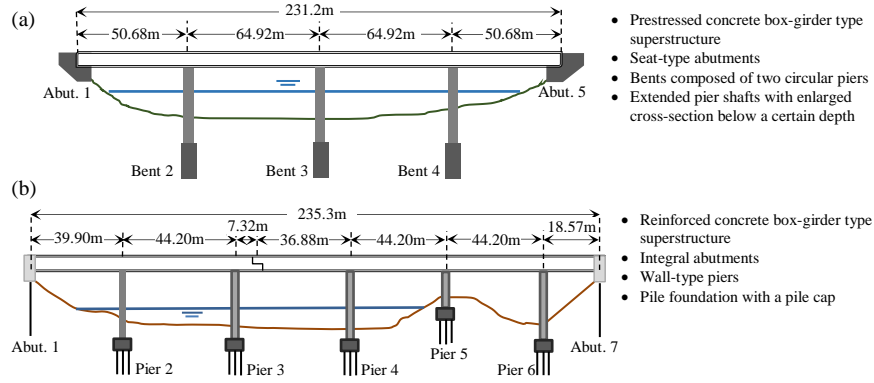 (a)
231.2m
50.68m
64.92m
64.92m
50.68m
Abut. 1
Abut. 5
Bent 2
Bent 3
Bent 4
• Prestressed concrete box-girder type
superstructure
• Seat-type abutments
• Bents composed of two circular piers
• Extended pier shafts with enlarged
cross-section below a certain depth
(b)
235.3m
7.32m
18.57m
39.90m
44.20m
36.88m
44.20m
44.20m
Abut. 1
Pier 2
Pier 3
Pier 4
Pier 5
Pier 6
Abut. 7
• Reinforced concrete box-girder type
superstructure
• Integral abutments
• Wall-type piers
• Pile foundation with a pile cap